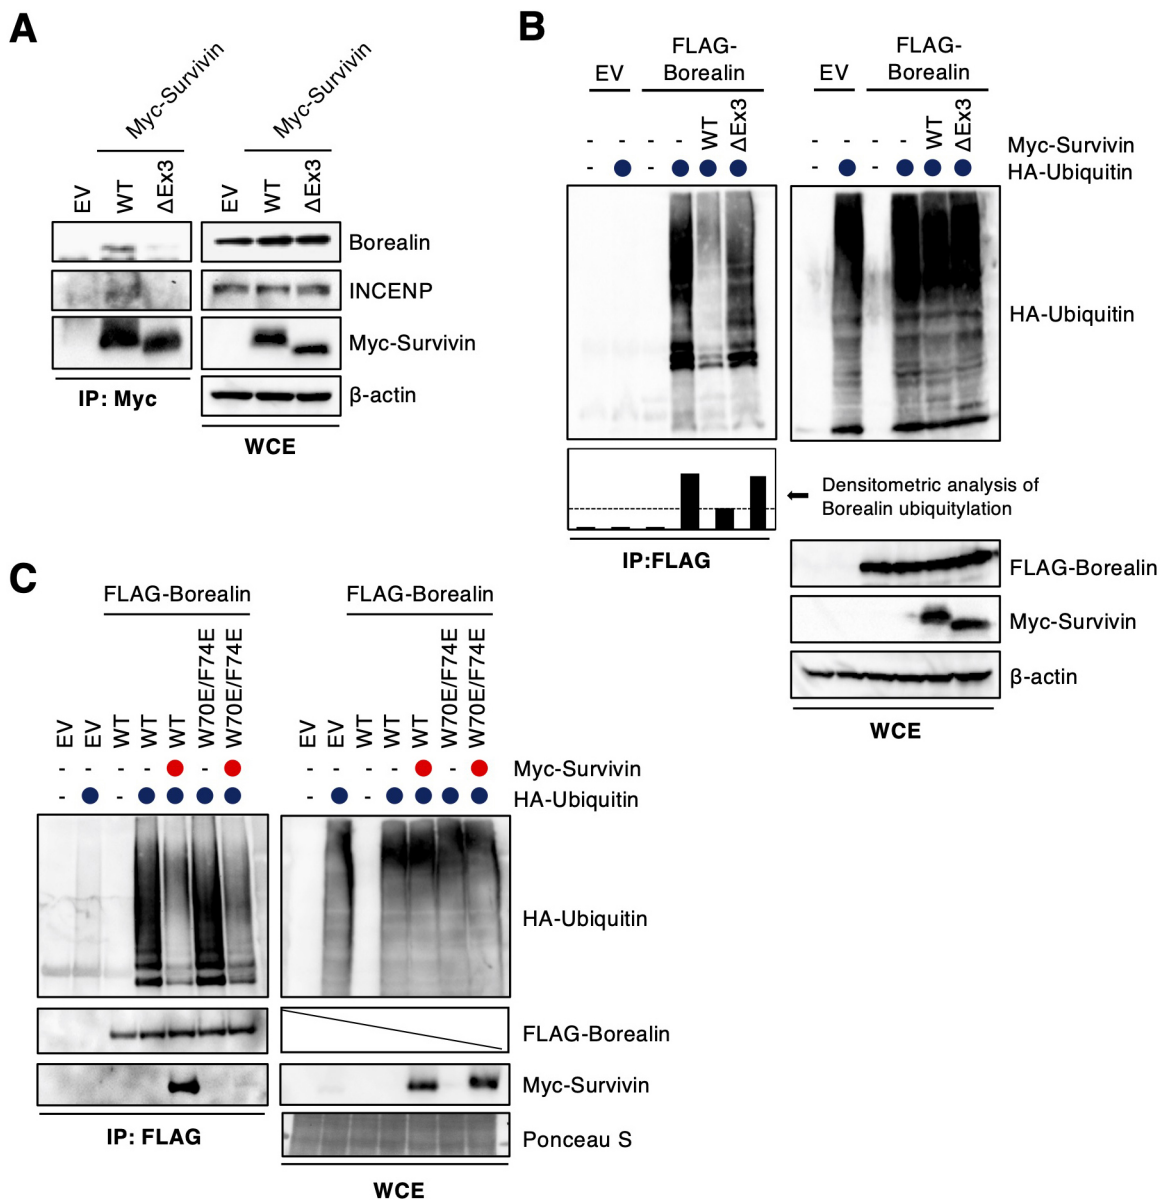 A
Myc-Survivin
Myc-Survivin
EV
WT
ΔEx3
EV
WT
ΔEx3
Borealin
INCENP
Myc-Survivin
β-actin
IP: Myc
WCE
B
EV
FLAG-
Borealin
EV
FLAG-
Borealin
- - - - WT ΔEx3
- - - - WT ΔEx3
Myc-Survivin
- -
- -
HA-Ubiquitin
HA-Ubiquitin
Densitometric analysis of
Borealin ubiquitylation
IP:FLAG
FLAG-Borealin
Myc-Survivin
β-actin
WCE
C
FLAG-Borealin
FLAG-Borealin
EV
EV
WT
WT
WT
W70E/F74E
W70E/F74E
EV
EV
WT
WT
WT
W70E/F74E
W70E/F74E
- - - - -
- - - - -
Myc-Survivin
- -
- -
HA-Ubiquitin
HA-Ubiquitin
FLAG-Borealin
Myc-Survivin
Ponceau S
IP: FLAG
WCE